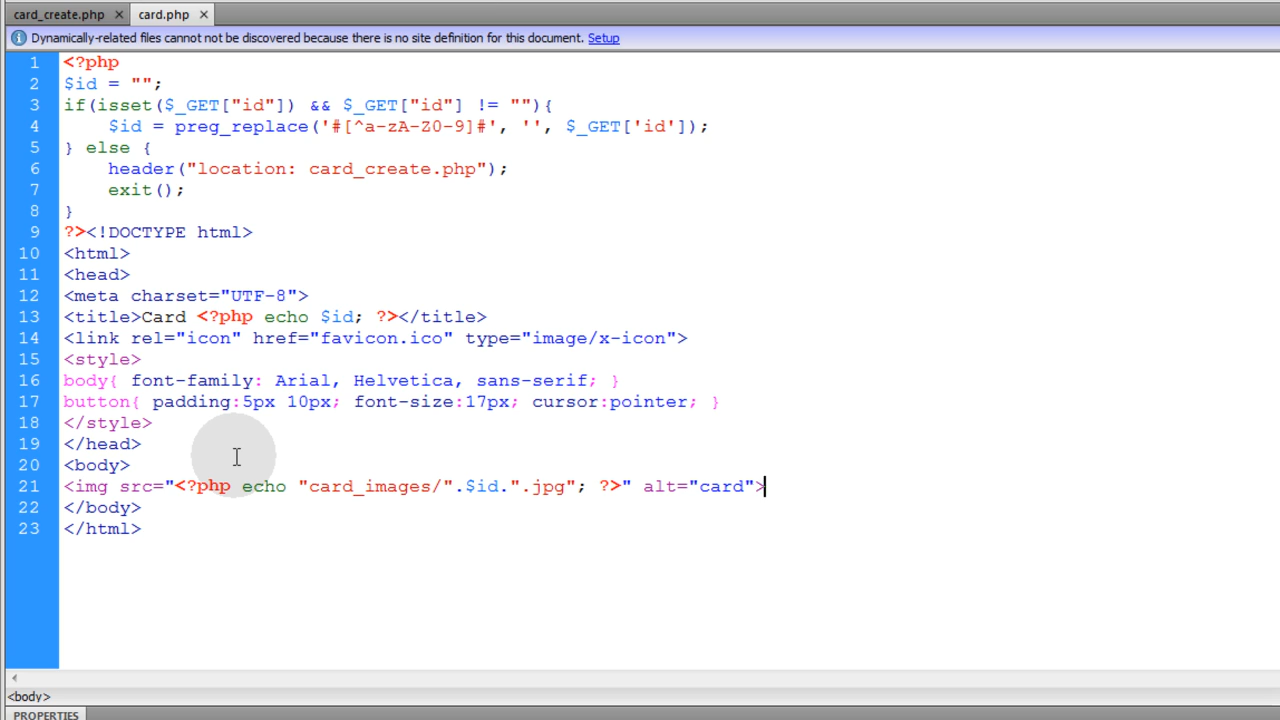 card_create.php × card.php ×
Dynamically-related files cannot not be discovered because there is no site definition for this document. Setup
1 <?php
2 $id = "";
3 if(isset($_GET["id"]) && $_GET["id"] != ""){
4     $id = preg_replace('#[^a-zA-Z0-9]#', '', $_GET['id']);
5 } else {
6     header("location: card_create.php");
7     exit();
8 }
9 ?><!DOCTYPE html>
10 <html>
11 <head>
12 <meta charset="UTF-8">
13 <title>Card <?php echo $id; ?></title>
14 <link rel="icon" href="favicon.ico" type="image/x-icon">
15 <style>
16 body{ font-family: Arial, Helvetica, sans-serif; }
17 button{ padding:5px 10px; font-size:17px; cursor:pointer; }
18 </style>
19 </head>
20 <body>
21 <img src="<?php echo "card_images/".$id.".jpg"; ?>" alt="card">
22 </body>
23 </html>
<body>
PROPERTIES